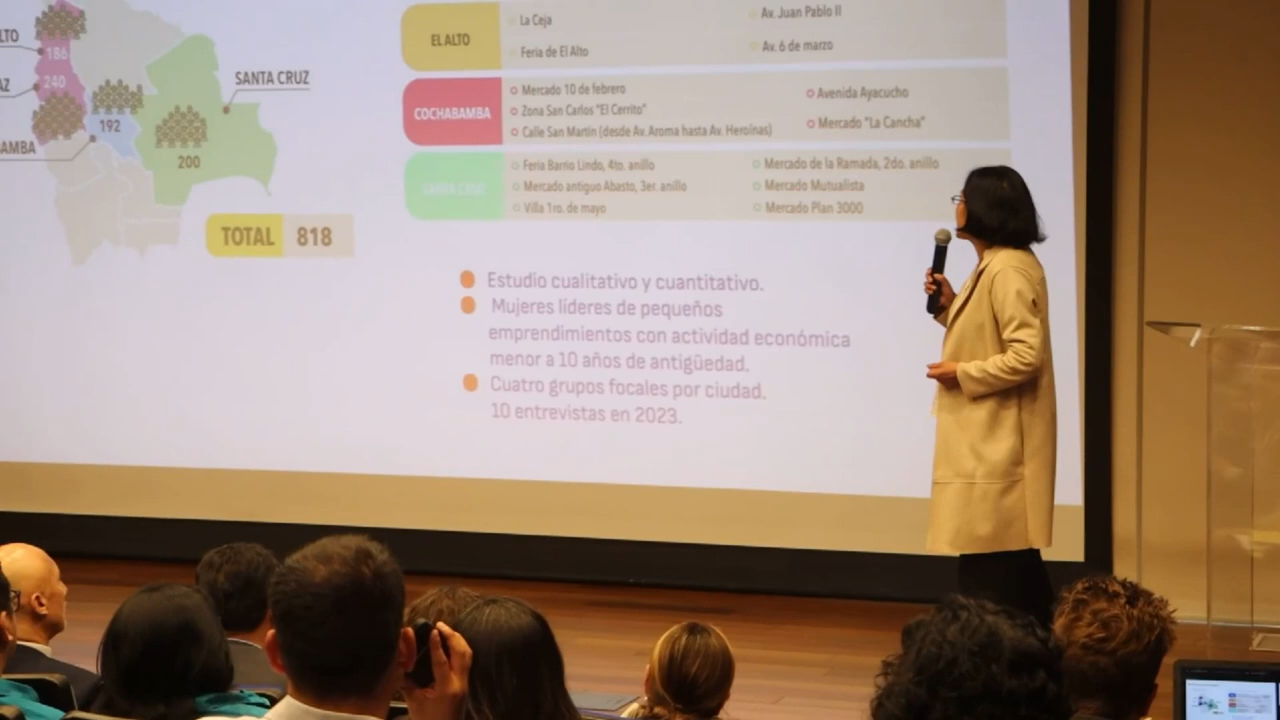 LTO
186
AZ
240
192
AMBA
SANTA CRUZ
200
TOTAL 818
EL ALTO
La Ceja
Av. Juan Pablo II
Feria de El Alto
Av. 6 de marzo
COCHABAMBA
Mercado 10 de febrero
Avenida Ayacucho
Zona San Carlos "El Cerrito"
Calle San Martín (desde Av. Aroma hasta Av. Heroínas)
Mercado "La Cancha"
SANTA CRUZ
Feria Barrio Lindo, 4to. anillo
Mercado de la Ramada, 2do. anillo
Mercado antiguo Abasto, 3er. anillo
Mercado Mutualista
Villa 1ro. de mayo
Mercado Plan 3000
Estudio cualitativo y cuantitativo.
Mujeres líderes de pequeños
emprendimientos con actividad económica
menor a 10 años de antigüedad.
Cuatro grupos focales por ciudad.
10 entrevistas en 2023.